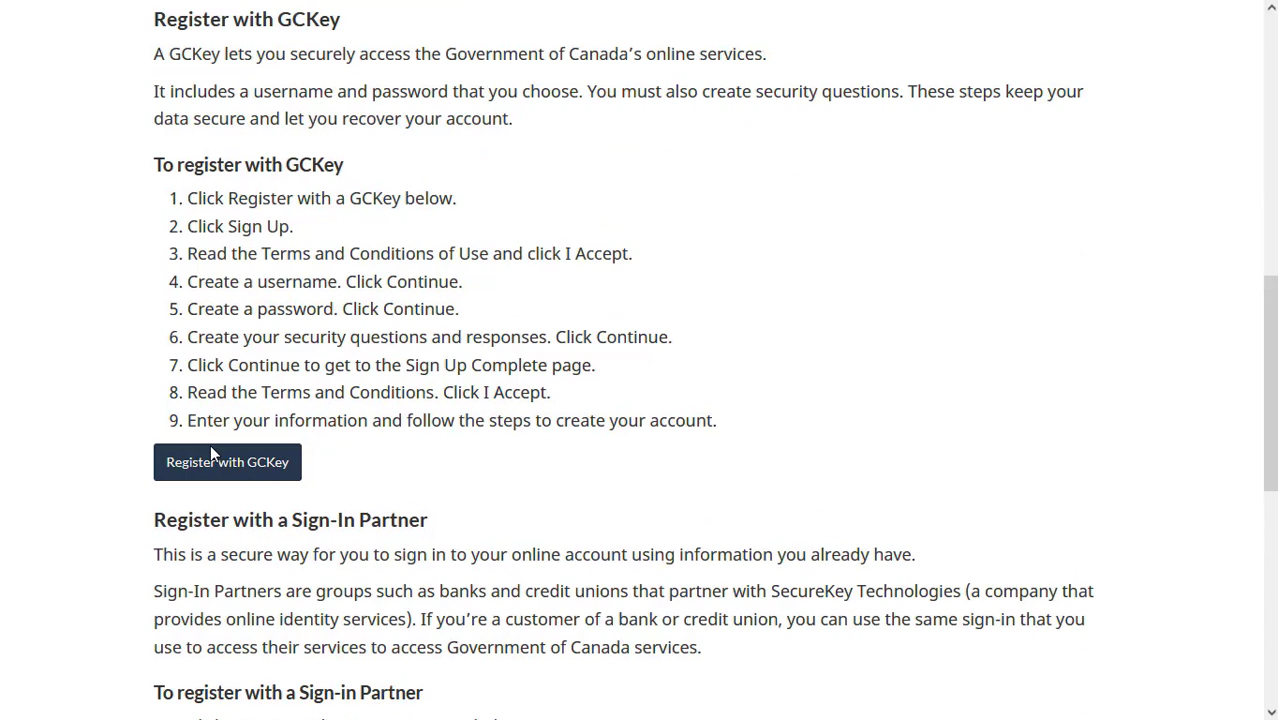 Register with GCKey
A GCKey lets you securely access the Government of Canada's online services.
It includes a username and password that you choose. You must also create security questions. These steps keep your
data secure and let you recover your account.
To register with GCKey
1. Click Register with a GCKey below.
2. Click Sign Up.
3. Read the Terms and Conditions of Use and click I Accept.
4. Create a username. Click Continue.
5. Create a password. Click Continue.
6. Create your security questions and responses. Click Continue.
7. Click Continue to get to the Sign Up Complete page.
8. Read the Terms and Conditions. Click I Accept.
9. Enter your information and follow the steps to create your account.
Register with GCKey
Register with a Sign-In Partner
This is a secure way for you to sign in to your online account using information you already have.
Sign-In Partners are groups such as banks and credit unions that partner with SecureKey Technologies (a company that
provides online identity services). If you're a customer of a bank or credit union, you can use the same sign-in that you
use to access their services to access Government of Canada services.
To register with a Sign-in Partner